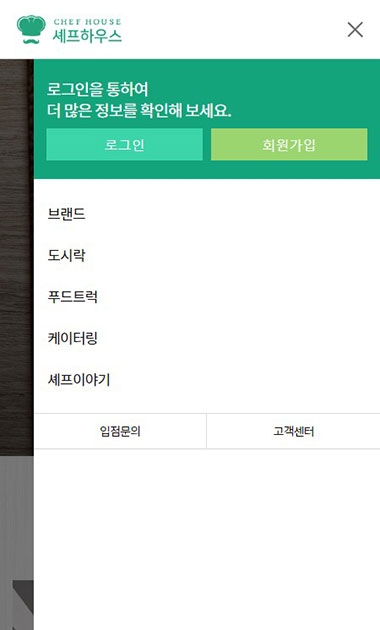 CHEF HOUSE
셰프하우스
로그인을 통하여
더 많은 정보를 확인해 보세요.
로그인 회원가입
브랜드
도시락
푸드트럭
케이터링
셰프이야기
입점문의 고객센터